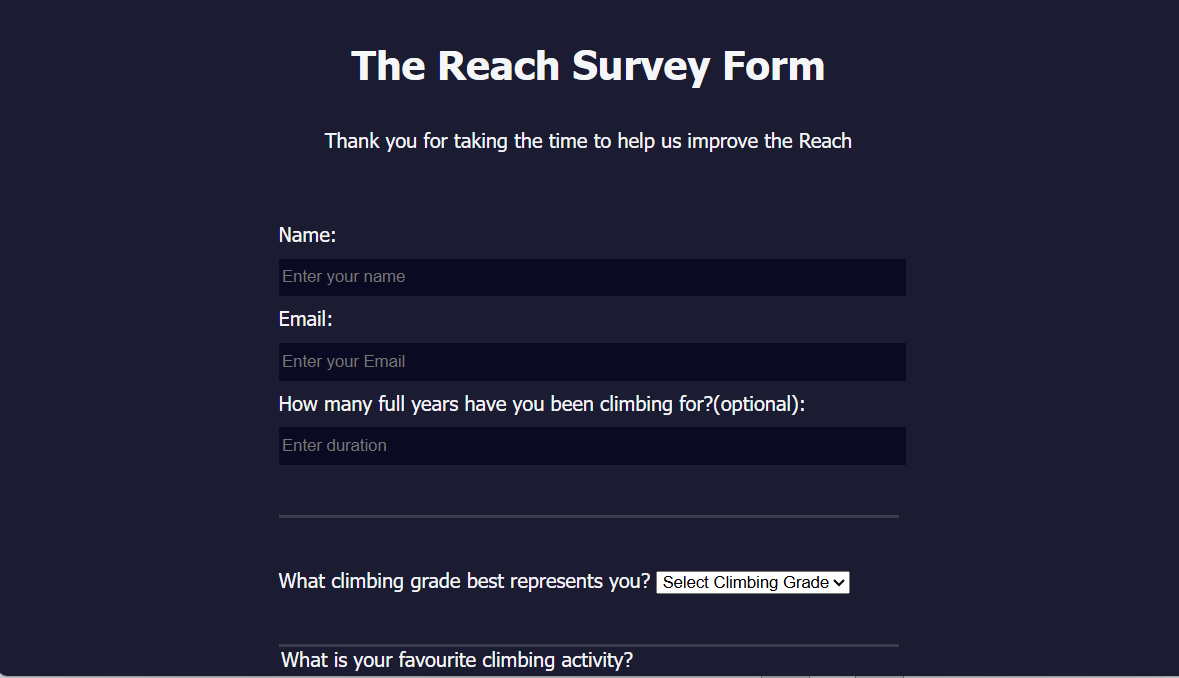 The Reach Survey Form
Thank you for taking the time to help us improve the Reach
Name:
Enter your name
Email:
Enter your Email
How many full years have you been climbing for?(optional):
Enter duration
What climbing grade best represents you? Select Climbing Grade
What is your favourite climbing activity?